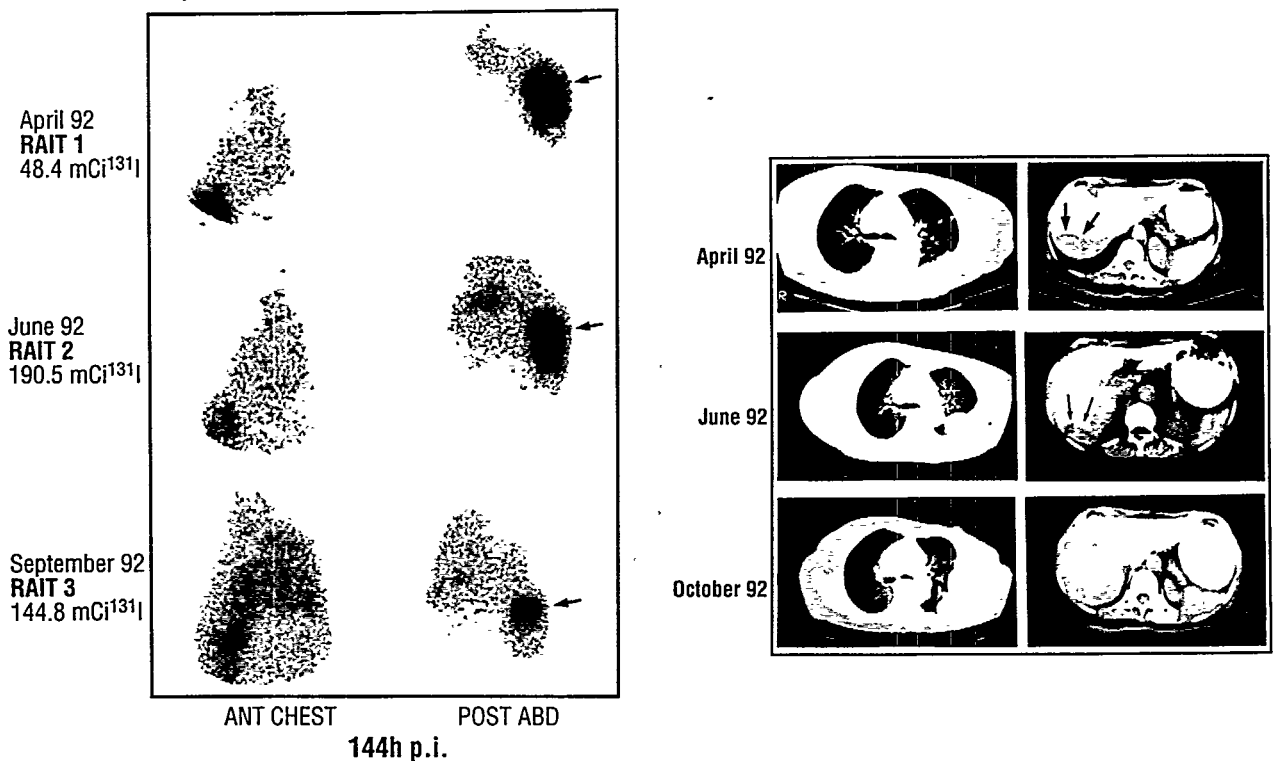 April 92
RAIT 1
48.4 mCi¹³¹I
June 92
RAIT 2
190.5 mCi¹³¹I
September 92
RAIT 3
144.8 mCi¹³¹I
ANT CHEST
POST ABD
144h p.i.
April 92
R
June 92
October 92